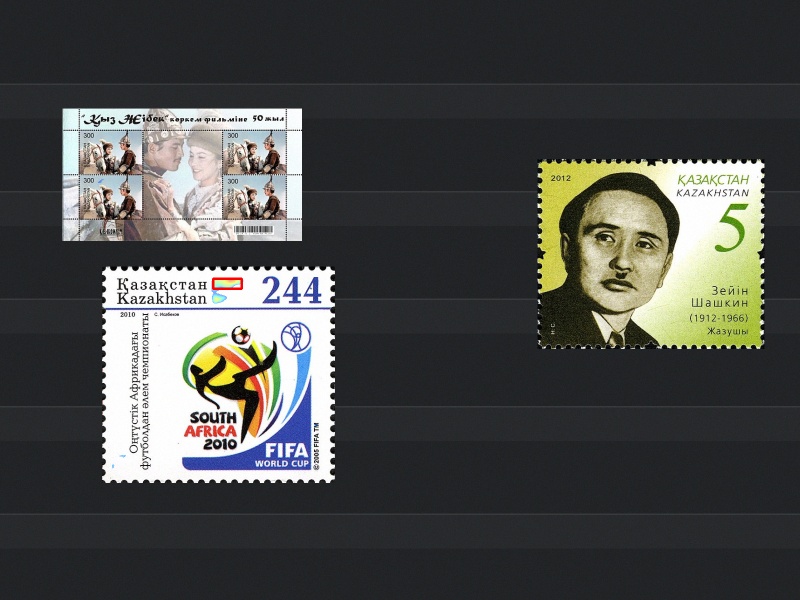 "Қыз Жібек" көркем фильміне 50 жыл
300
300
300
300
Қазақстан
Kazakhstan
244
2010
С. Исабеков
Оңтүстік Африкадағы
футболдан әлем чемпионаты
SOUTH
AFRICA
2010
FIFA
WORLD CUP
© 2005 FIFA TM
2012
ҚАЗАҚСТАН
KAZAKHSTAN
5
Зейін
Шашкин
(1912-1966)
Жазушы